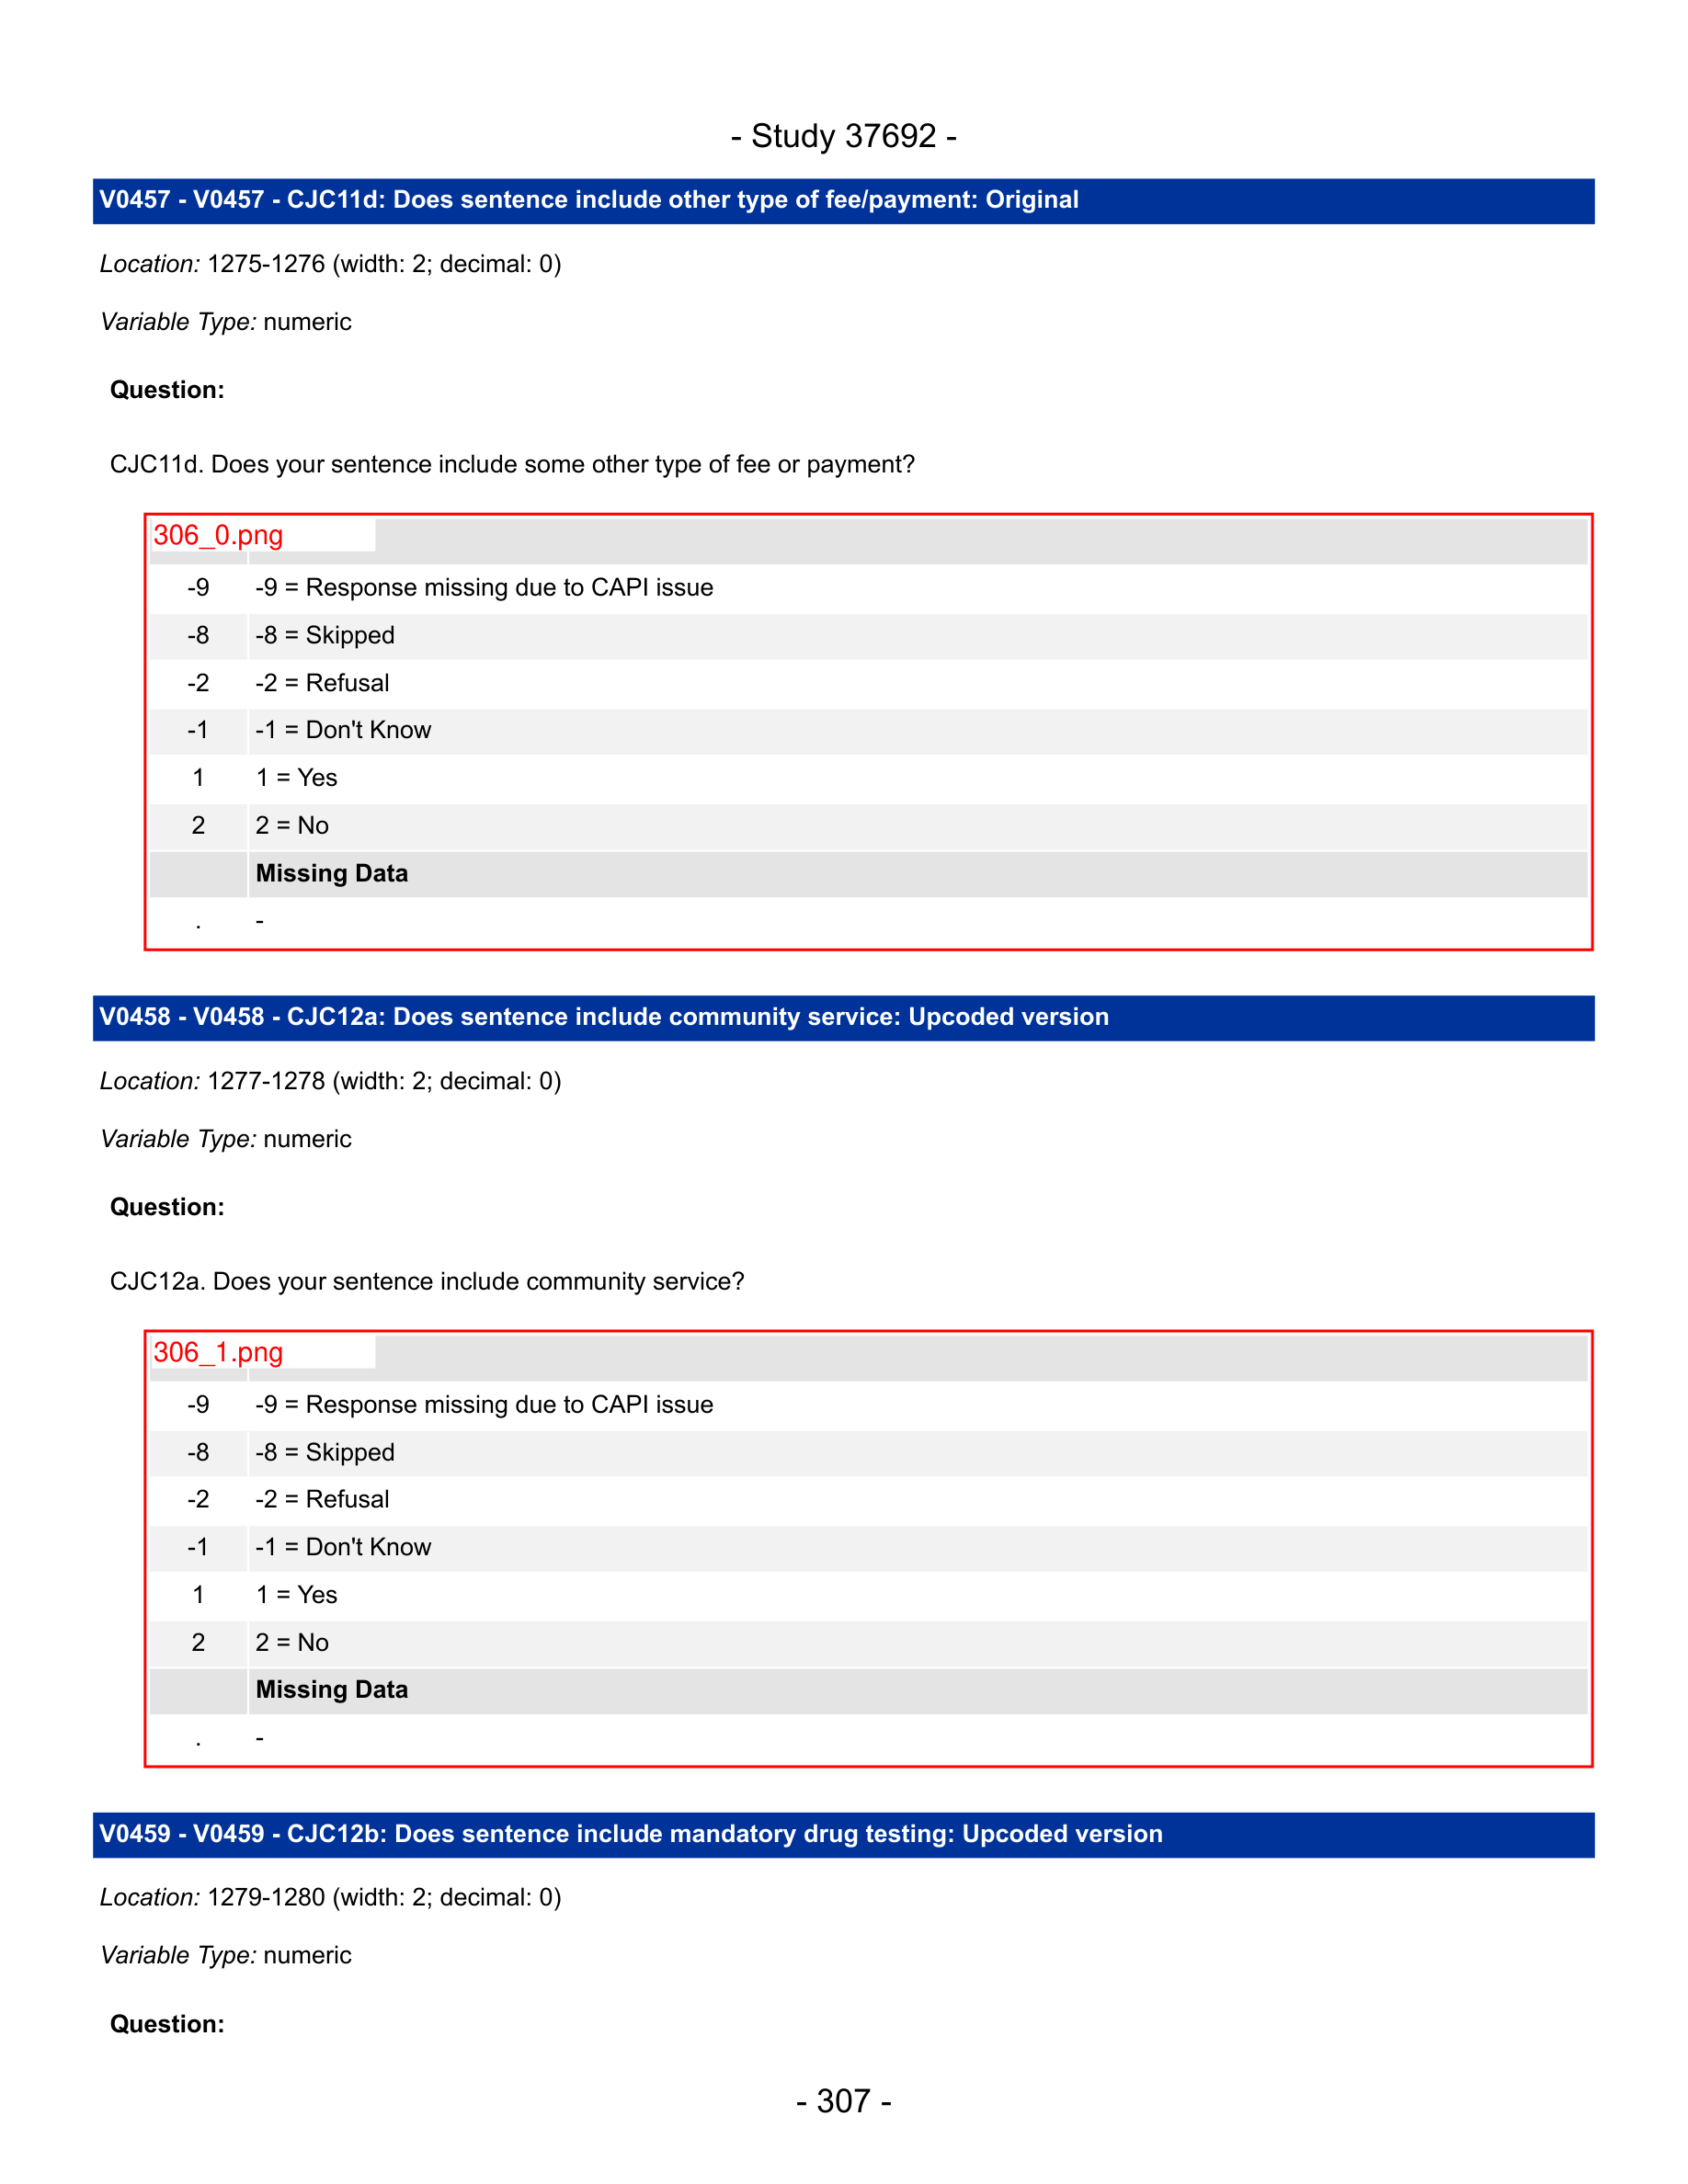 - Study 37692 -
V0457 - V0457 - CJC11d: Does sentence include other type of fee/payment: Original
Location: 1275-1276 (width: 2; decimal: 0)
Variable Type: numeric
Question:
CJC11d. Does your sentence include some other type of fee or payment?
306_0.png
-9 -9 = Response missing due to CAPI issue
-8 -8 = Skipped
-2 -2 = Refusal
-1 -1 = Don't Know
1 1 = Yes
2 2 = No
Missing Data
. -
V0458 - V0458 - CJC12a: Does sentence include community service: Upcoded version
Location: 1277-1278 (width: 2; decimal: 0)
Variable Type: numeric
Question:
CJC12a. Does your sentence include community service?
306_1.png
-9 -9 = Response missing due to CAPI issue
-8 -8 = Skipped
-2 -2 = Refusal
-1 -1 = Don't Know
1 1 = Yes
2 2 = No
Missing Data
. -
V0459 - V0459 - CJC12b: Does sentence include mandatory drug testing: Upcoded version
Location: 1279-1280 (width: 2; decimal: 0)
Variable Type: numeric
Question:
- 307 -